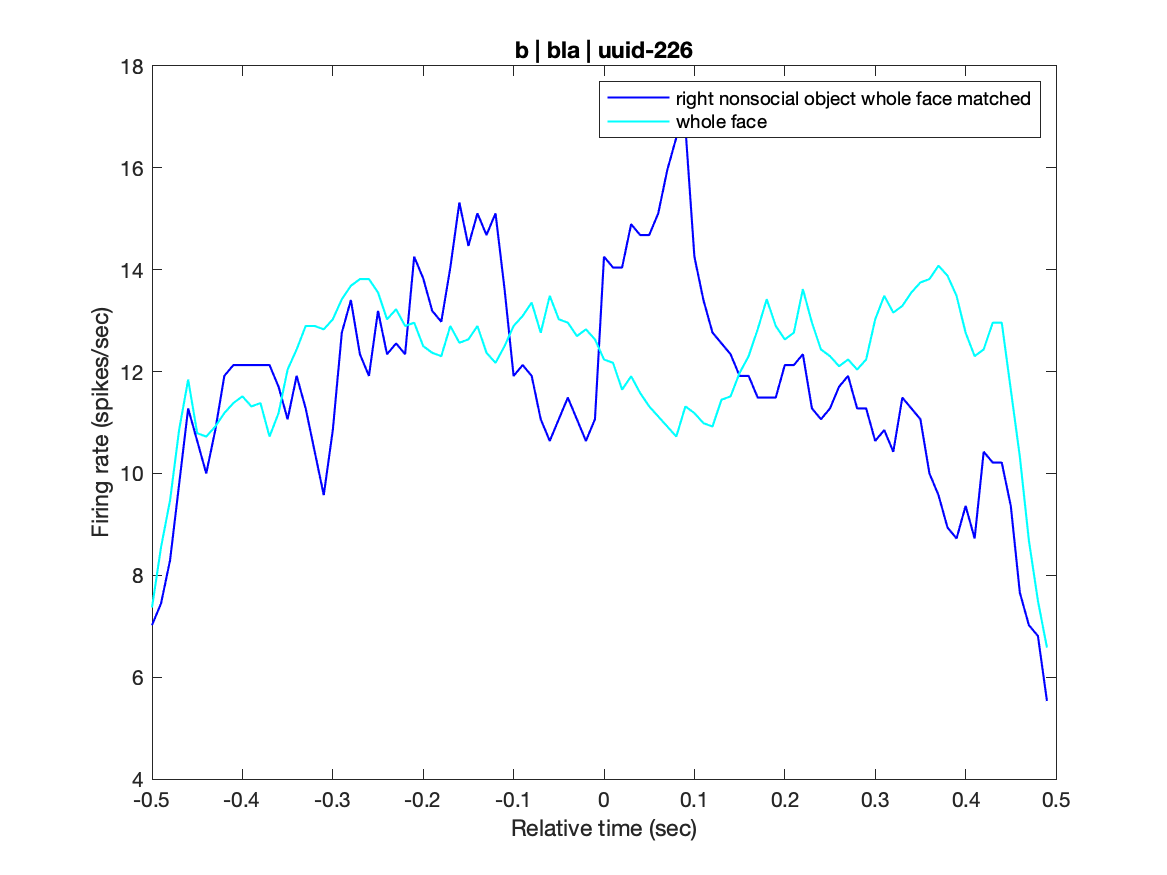 b | bla | uuid-226
right nonsocial object whole face matched
whole face
18
16
14
12
10
8
6
4
Firing rate (spikes/sec)
-0.5 -0.4 -0.3 -0.2 -0.1 0 0.1 0.2 0.3 0.4 0.5
Relative time (sec)